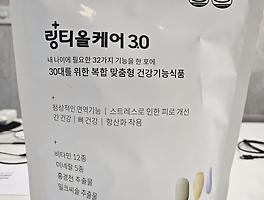 링티올케어 3.0
내 나이에 필요한 32가지 기능을 한 포에
30대를 위한 복합 맞춤형 건강기능식품
정상적인 면역기능 | 스트레스로 인한 피로 개선
간 건강 | 뼈 건강 | 항산화 작용
비타민 12종
미네랄 5종
홍경천 추출물
밀크씨슬 추출물